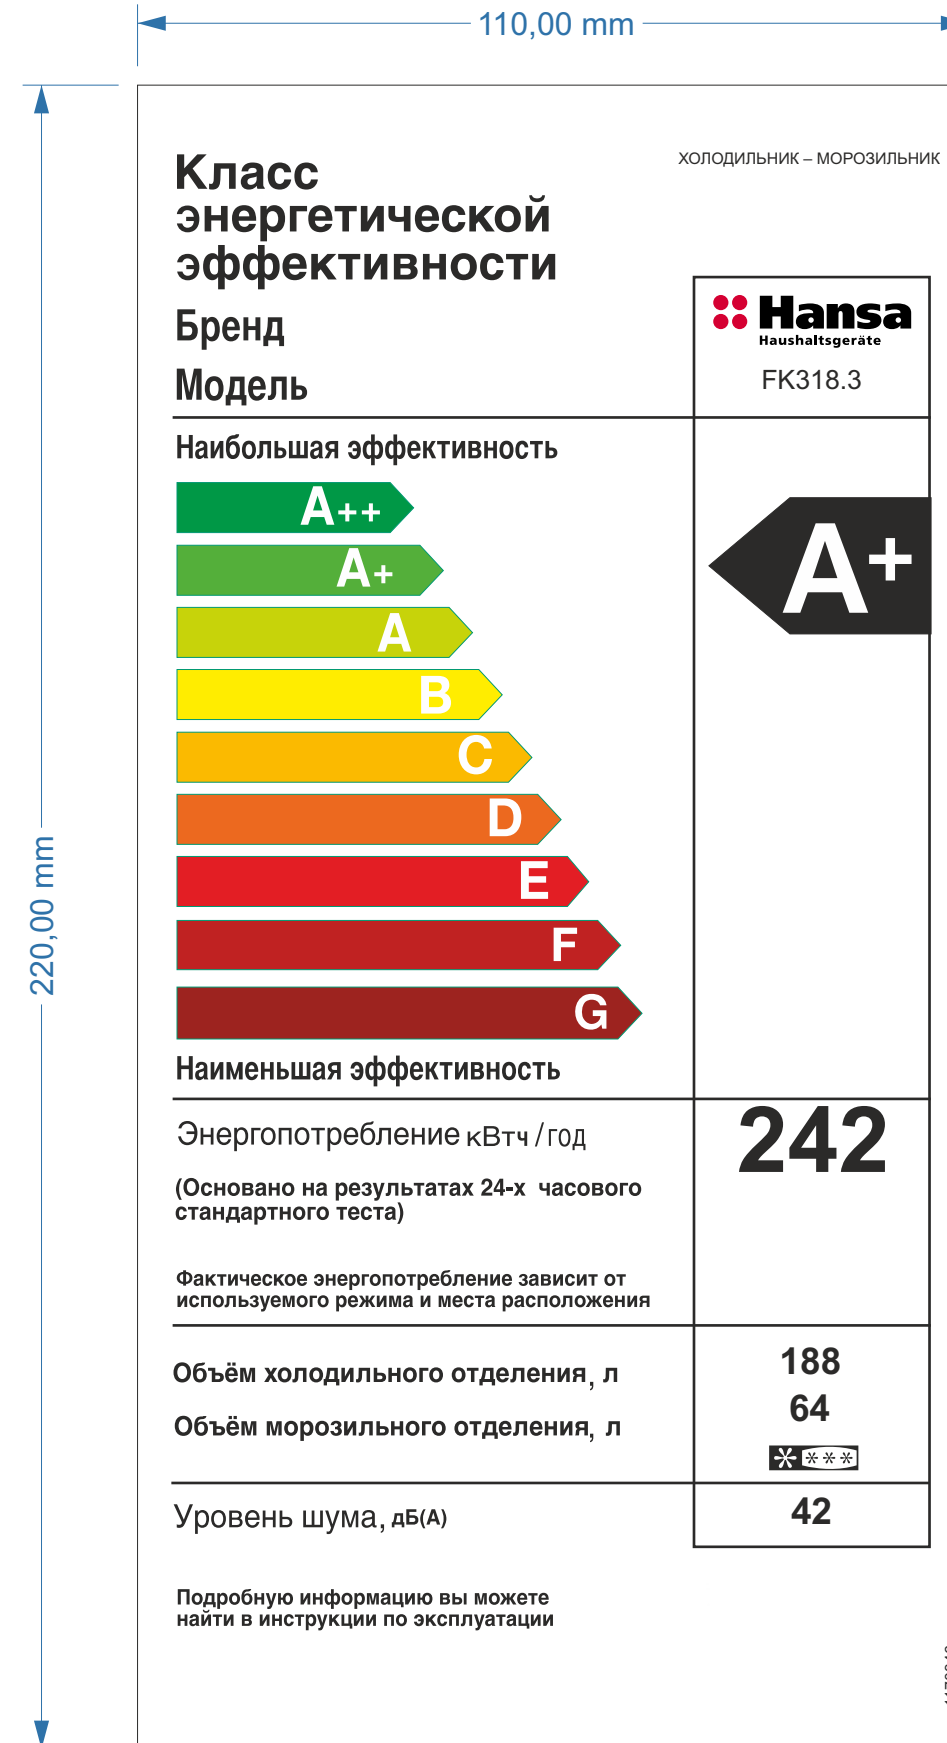 110,00 mm
220,00 mm
ХОЛОДИЛЬНИК – МОРОЗИЛЬНИК
Класс
энергетической
эффективности
Бренд
Модель
Hansa
Haushaltsgeräte
FK318.3
Наибольшая эффективность
A++
A+
A
B
C
D
E
F
G
A+
Наименьшая эффективность
Энергопотребление кВтч/год
242
(Основано на результатах 24-х часового
стандартного теста)
Фактическое энергопотребление зависит от
используемого режима и места расположения
Объём холодильного отделения, л
188
Объём морозильного отделения, л
64
Уровень шума, дБ(А)
42
Подробную информацию вы можете
найти в инструкции по эксплуатации